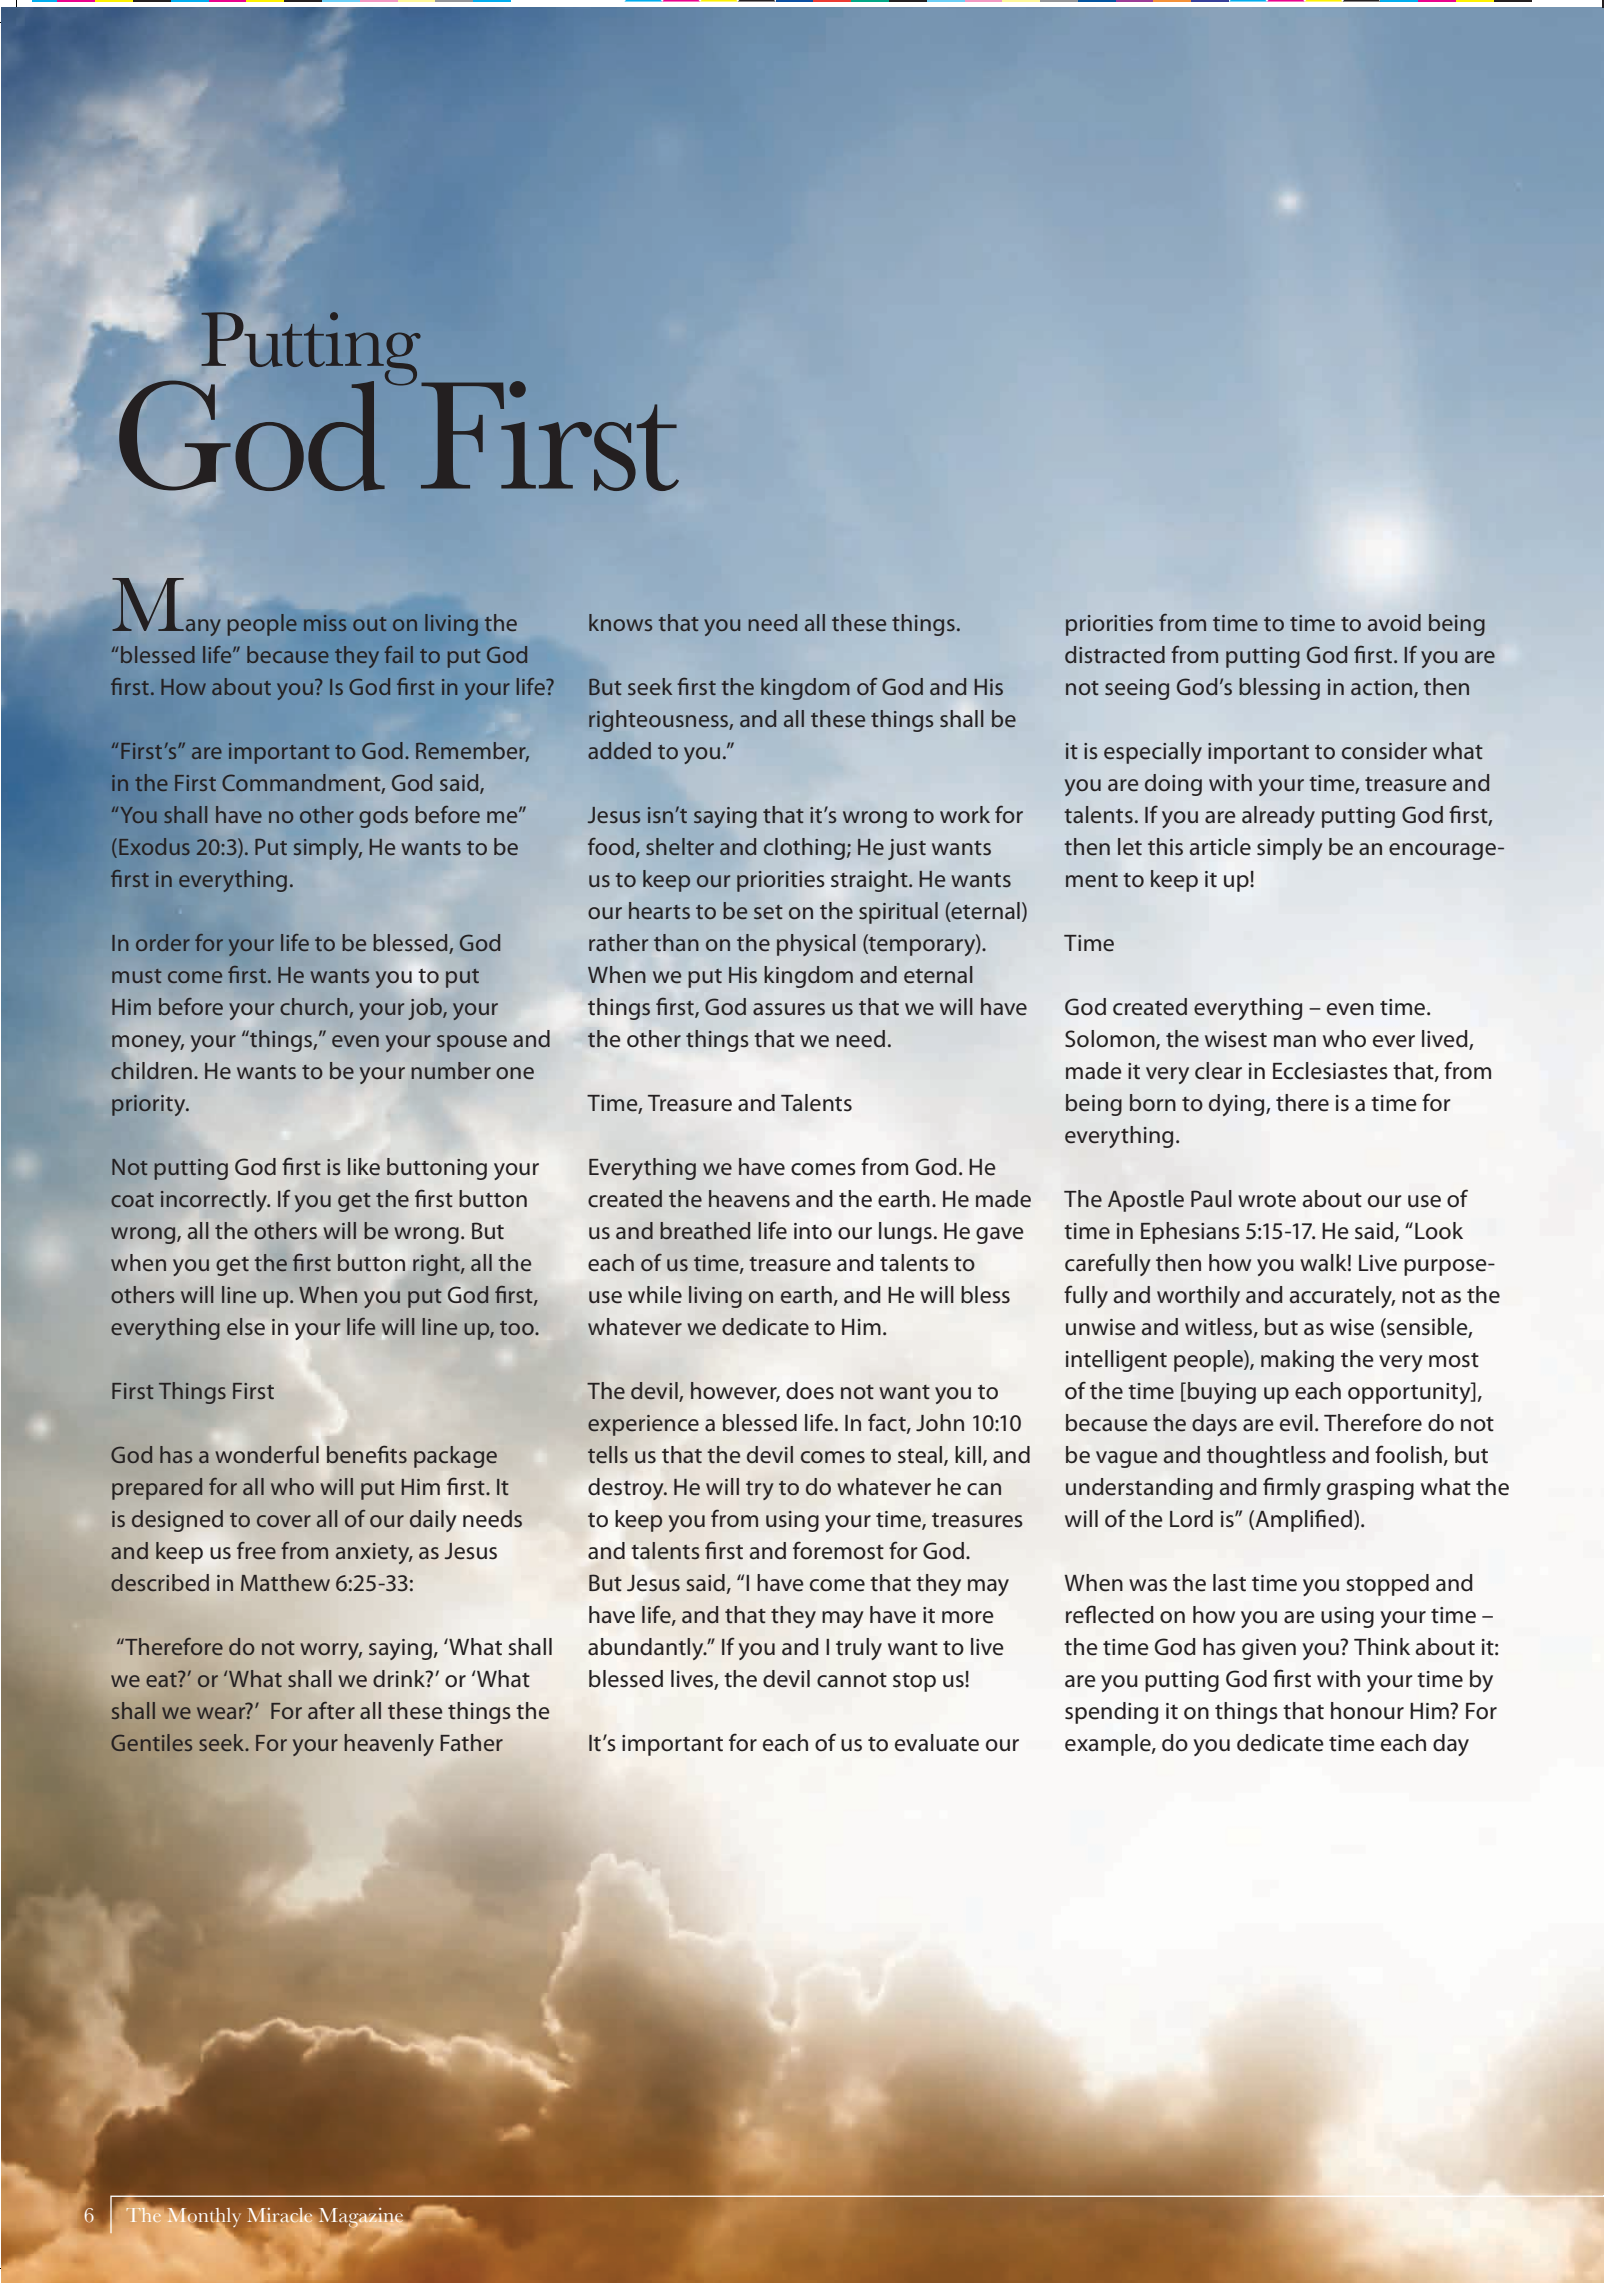 Putting
God First
Many people miss out on living the
“blessed life” because they fail to put God
first. How about you? Is God first in your life?
“First’s” are important to God. Remember,
in the First Commandment, God said,
“You shall have no other gods before me”
(Exodus 20:3). Put simply, He wants to be
first in everything.
In order for your life to be blessed, God
must come first. He wants you to put
Him before your church, your job, your
money, your “things,” even your spouse and
children. He wants to be your number one
priority.
Not putting God first is like buttoning your
coat incorrectly. If you get the first button
wrong, all the others will be wrong. But
when you get the first button right, all the
others will line up. When you put God first,
everything else in your life will line up, too.
First Things First
God has a wonderful benefits package
prepared for all who will put Him first. It
is designed to cover all of our daily needs
and keep us free from anxiety, as Jesus
described in Matthew 6:25-33:
“Therefore do not worry, saying, ‘What shall
we eat?’ or ‘What shall we drink?’ or ‘What
shall we wear?’ For after all these things the
Gentiles seek. For your heavenly Father
knows that you need all these things.
But seek first the kingdom of God and His
righteousness, and all these things shall be
added to you.”
Jesus isn’t saying that it’s wrong to work for
food, shelter and clothing; He just wants
us to keep our priorities straight. He wants
our hearts to be set on the spiritual (eternal)
rather than on the physical (temporary).
When we put His kingdom and eternal
things first, God assures us that we will have
the other things that we need.
Time, Treasure and Talents
Everything we have comes from God. He
created the heavens and the earth. He made
us and breathed life into our lungs. He gave
each of us time, treasure and talents to
use while living on earth, and He will bless
whatever we dedicate to Him.
The devil, however, does not want you to
experience a blessed life. In fact, John 10:10
tells us that the devil comes to steal, kill, and
destroy. He will try to do whatever he can
to keep you from using your time, treasures
and talents first and foremost for God.
But Jesus said, “I have come that they may
have life, and that they may have it more
abundantly.” If you and I truly want to live
blessed lives, the devil cannot stop us!
It’s important for each of us to evaluate our
priorities from time to time to avoid being
distracted from putting God first. If you are
not seeing God’s blessing in action, then
it is especially important to consider what
you are doing with your time, treasure and
talents. If you are already putting God first,
then let this article simply be an encourage-
ment to keep it up!
Time
God created everything – even time.
Solomon, the wisest man who ever lived,
made it very clear in Ecclesiastes that, from
being born to dying, there is a time for
everything.
The Apostle Paul wrote about our use of
time in Ephesians 5:15-17. He said, “Look
carefully then how you walk! Live purpose-
fully and worthily and accurately, not as the
unwise and witless, but as wise (sensible,
intelligent people), making the very most
of the time [buying up each opportunity],
because the days are evil. Therefore do not
be vague and thoughtless and foolish, but
understanding and firmly grasping what the
will of the Lord is” (Amplified).
When was the last time you stopped and
reflected on how you are using your time –
the time God has given you? Think about it:
are you putting God first with your time by
spending it on things that honour Him? For
example, do you dedicate time each day
6 The Monthly Miracle Magazine